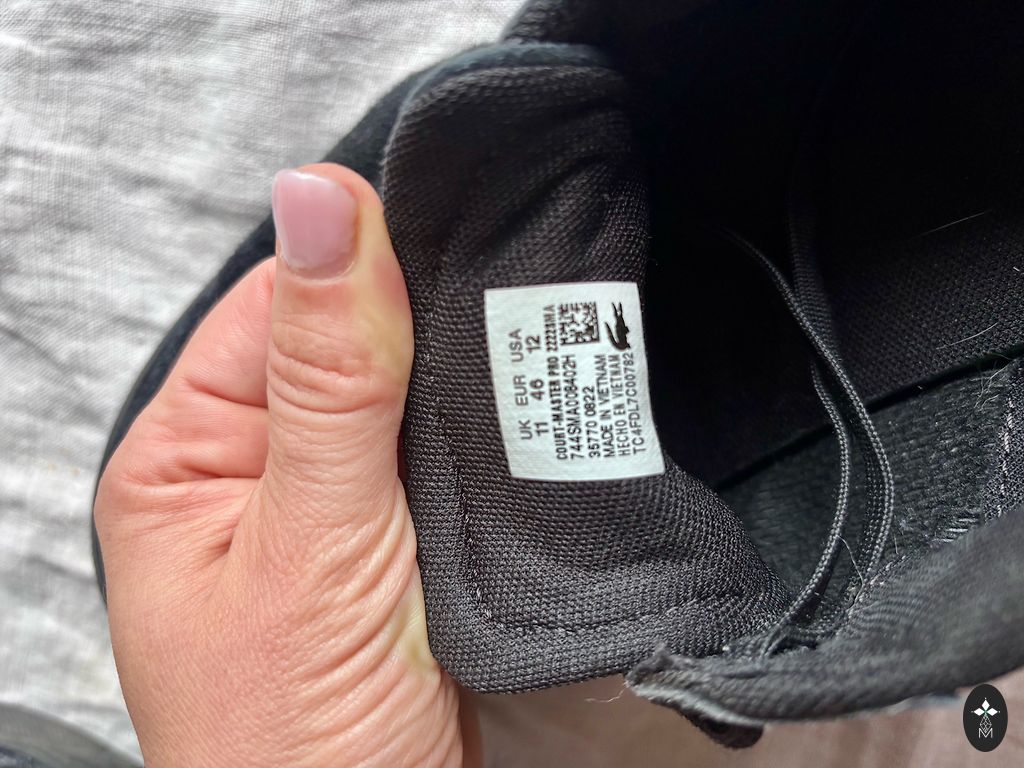 UK EUR USA
11 46 12
COURT-MASTER PRO 2222SMA
744SMA008402H
35770 0822
MADE IN VIETNAM
HECHO EN VIETNAM
TC4FDL7C00782
M